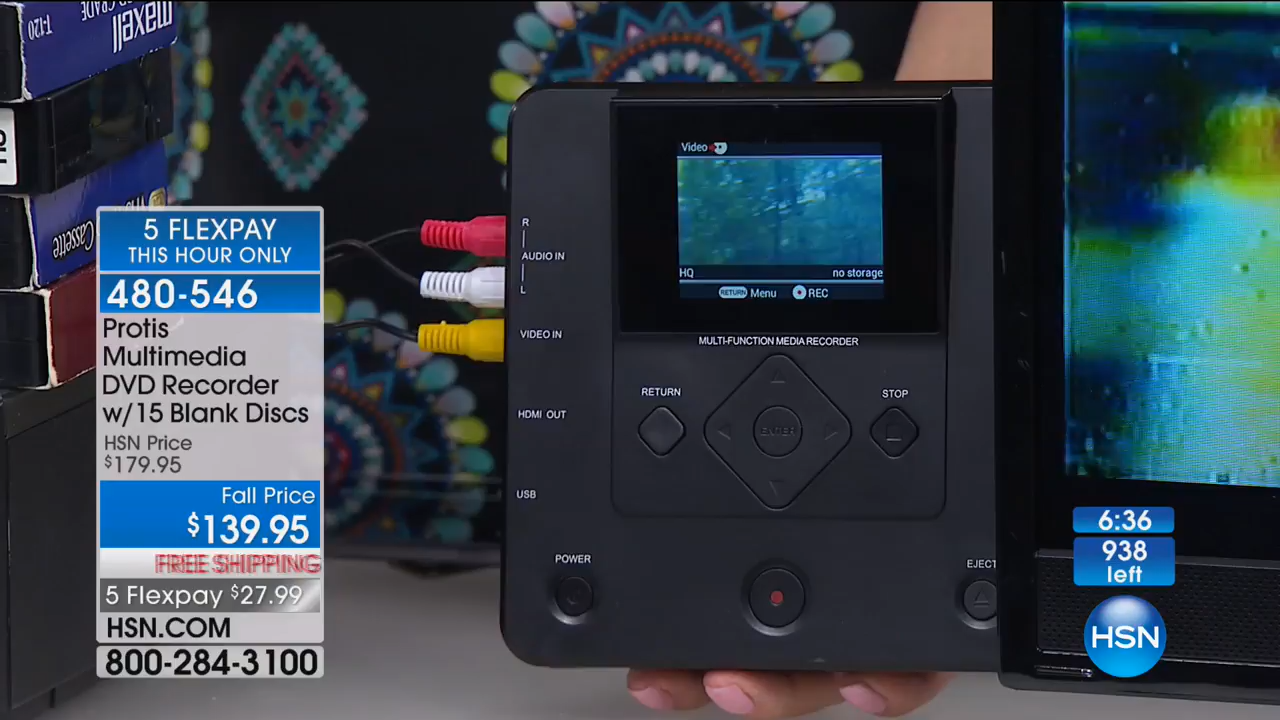 GRADE
T-120
maxell
Cassette
5 FLEXPAY
THIS HOUR ONLY
480-546
Protis
Multimedia
DVD Recorder
w/15 Blank Discs
HSN Price
$179.95
Fall Price
$139.95
FREE SHIPPING
5 Flexpay $27.99
HSN.COM
800-284-3100
Video
HQ no storage
RETURN Menu REC
MULTI-FUNCTION MEDIA RECORDER
R
AUDIO IN
L
VIDEO IN
HDMI OUT
USB
RETURN
ENTER
STOP
POWER
EJECT
6:36
938
left
HSN